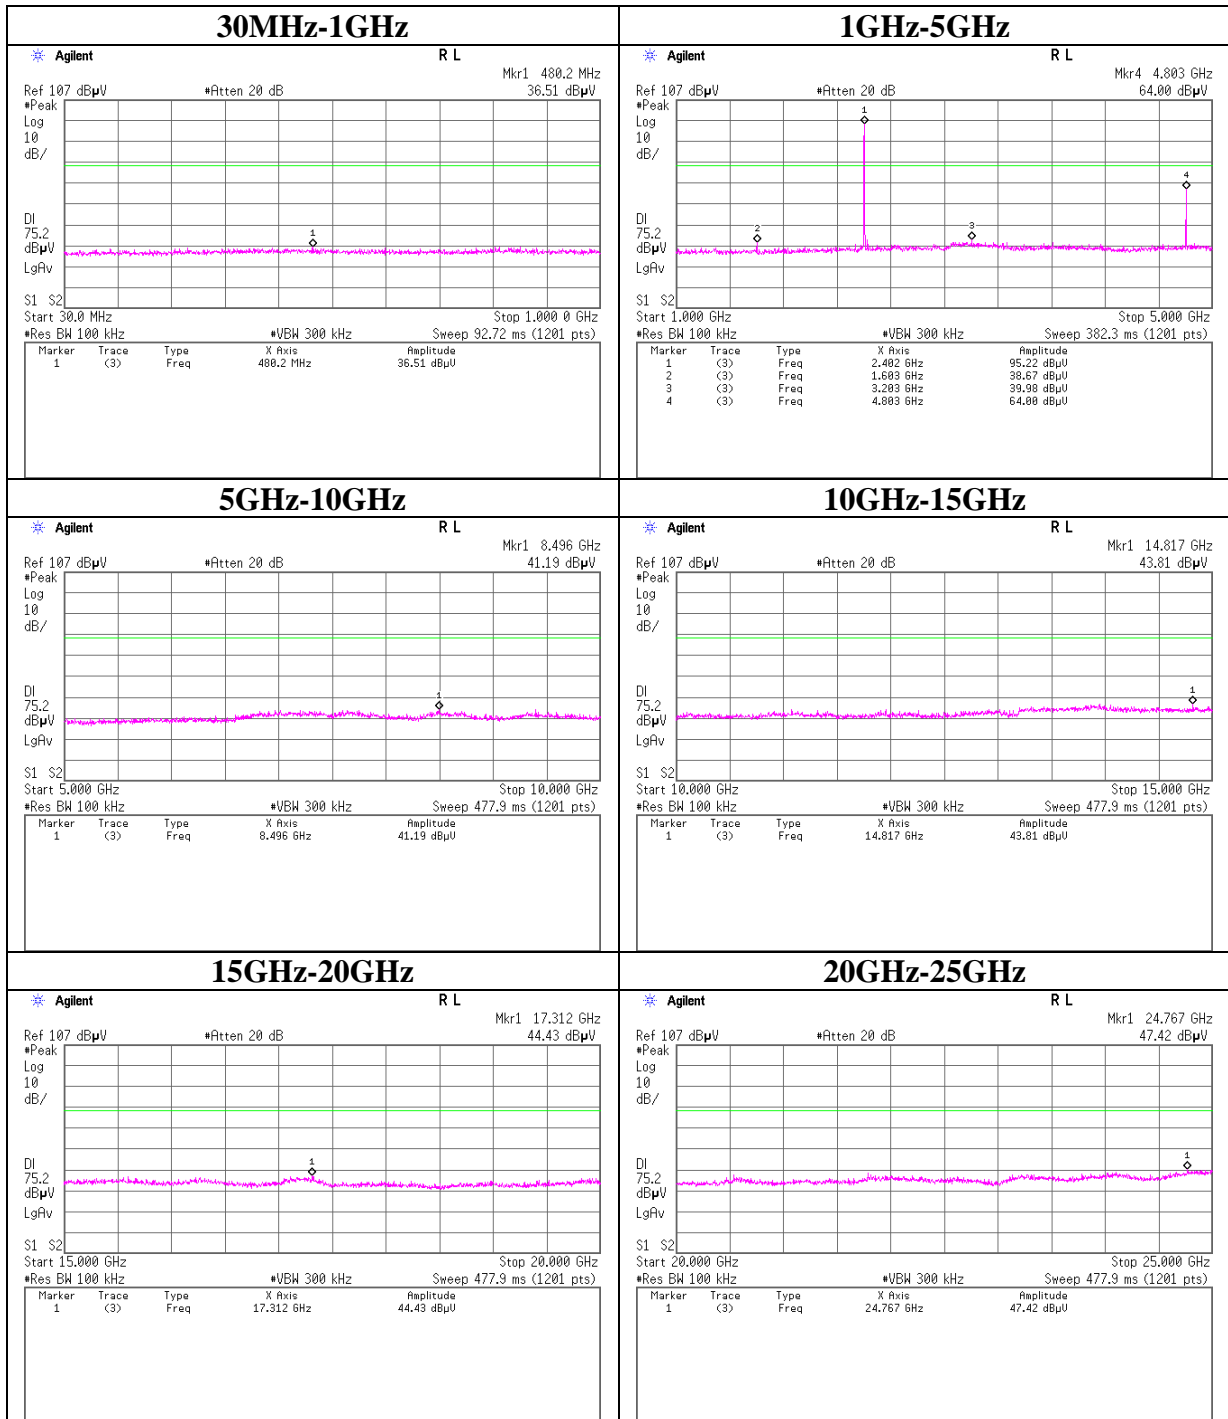 30MHz-1GHz
Agilent R L
Mkr1 480.2 MHz
Ref 107 dBµV #Atten 20 dB 36.51 dBµV
#Peak
Log
10
dB/
1
DI
75.2
dBµV
LgAv
S1 S2
Start 30.0 MHz Stop 1.000 0 GHz
#Res BW 100 kHz #VBW 300 kHz Sweep 92.72 ms (1201 pts)
Marker Trace Type X Axis Amplitude
1 (3) Freq 480.2 MHz 36.51 dBµV
1GHz-5GHz
Agilent R L
Mkr4 4.803 GHz
Ref 107 dBµV #Atten 20 dB 64.00 dBµV
#Peak
Log
10
dB/
1
4
2
3
DI
75.2
dBµV
LgAv
S1 S2
Start 1.000 GHz Stop 5.000 GHz
#Res BW 100 kHz #VBW 300 kHz Sweep 382.3 ms (1201 pts)
Marker Trace Type X Axis Amplitude
1 (3) Freq 2.402 GHz 95.22 dBµV
2 (3) Freq 1.603 GHz 38.67 dBµV
3 (3) Freq 3.203 GHz 39.98 dBµV
4 (3) Freq 4.803 GHz 64.00 dBµV
5GHz-10GHz
Agilent R L
Mkr1 8.496 GHz
Ref 107 dBµV #Atten 20 dB 41.19 dBµV
#Peak
Log
10
dB/
1
DI
75.2
dBµV
LgAv
S1 S2
Start 5.000 GHz Stop 10.000 GHz
#Res BW 100 kHz #VBW 300 kHz Sweep 477.9 ms (1201 pts)
Marker Trace Type X Axis Amplitude
1 (3) Freq 8.496 GHz 41.19 dBµV
10GHz-15GHz
Agilent R L
Mkr1 14.817 GHz
Ref 107 dBµV #Atten 20 dB 43.81 dBµV
#Peak
Log
10
dB/
1
DI
75.2
dBµV
LgAv
S1 S2
Start 10.000 GHz Stop 15.000 GHz
#Res BW 100 kHz #VBW 300 kHz Sweep 477.9 ms (1201 pts)
Marker Trace Type X Axis Amplitude
1 (3) Freq 14.817 GHz 43.81 dBµV
15GHz-20GHz
Agilent R L
Mkr1 17.312 GHz
Ref 107 dBµV #Atten 20 dB 44.43 dBµV
#Peak
Log
10
dB/
1
DI
75.2
dBµV
LgAv
S1 S2
Start 15.000 GHz Stop 20.000 GHz
#Res BW 100 kHz #VBW 300 kHz Sweep 477.9 ms (1201 pts)
Marker Trace Type X Axis Amplitude
1 (3) Freq 17.312 GHz 44.43 dBµV
20GHz-25GHz
Agilent R L
Mkr1 24.767 GHz
Ref 107 dBµV #Atten 20 dB 47.42 dBµV
#Peak
Log
10
dB/
1
DI
75.2
dBµV
LgAv
S1 S2
Start 20.000 GHz Stop 25.000 GHz
#Res BW 100 kHz #VBW 300 kHz Sweep 477.9 ms (1201 pts)
Marker Trace Type X Axis Amplitude
1 (3) Freq 24.767 GHz 47.42 dBµV